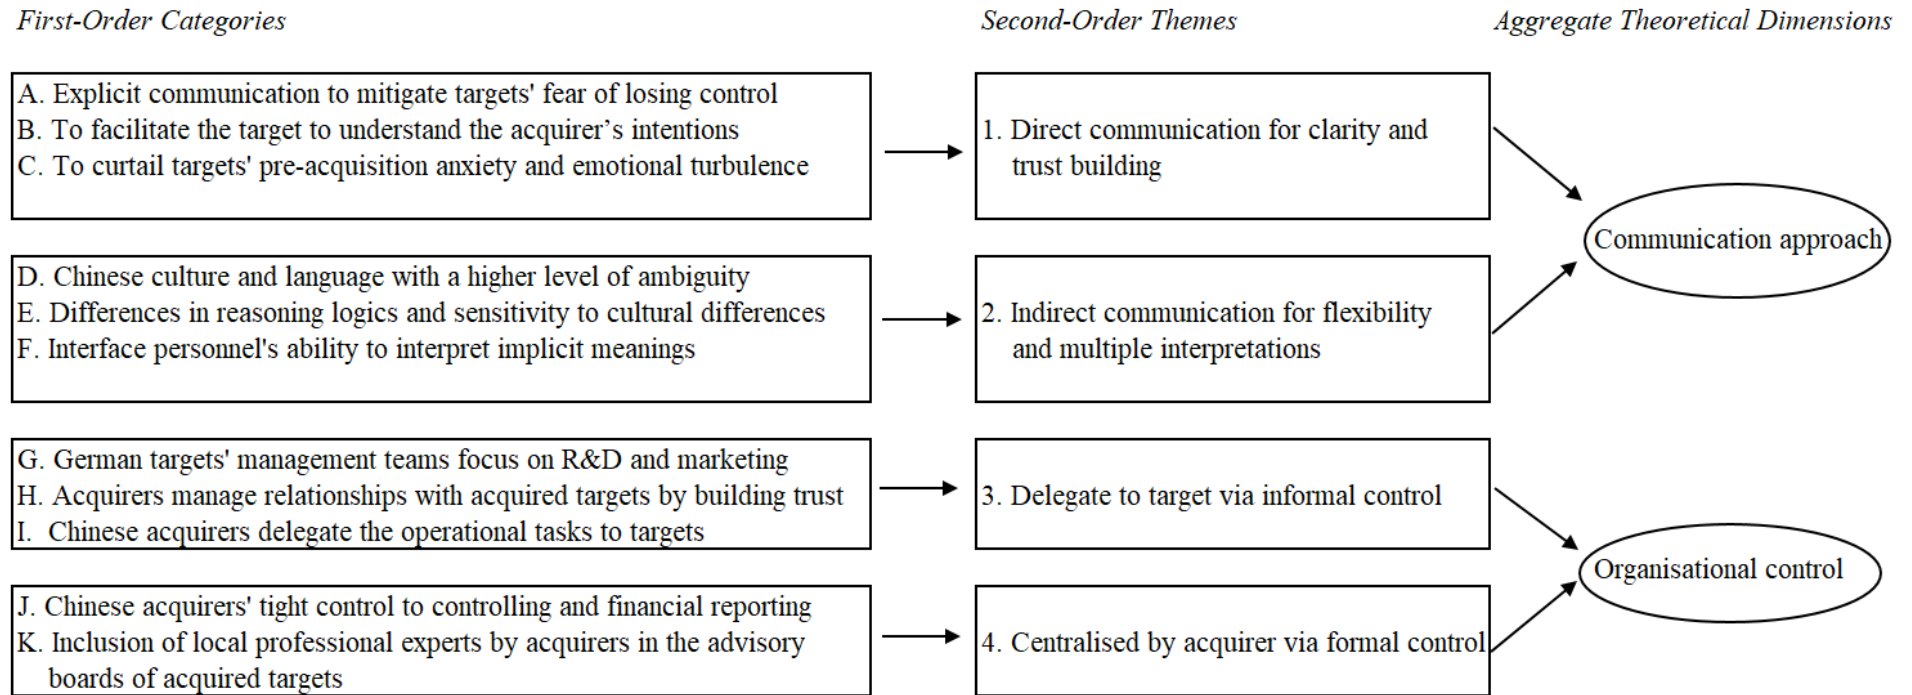 First-Order Categories
Second-Order Themes
Aggregate Theoretical Dimensions
A. Explicit communication to mitigate targets' fear of losing control
B. To facilitate the target to understand the acquirer’s intentions
C. To curtail targets' pre-acquisition anxiety and emotional turbulence
1. Direct communication for clarity and
trust building
Communication approach
D. Chinese culture and language with a higher level of ambiguity
E. Differences in reasoning logics and sensitivity to cultural differences
F. Interface personnel's ability to interpret implicit meanings
2. Indirect communication for flexibility
and multiple interpretations
G. German targets' management teams focus on R&D and marketing
H. Acquirers manage relationships with acquired targets by building trust
I. Chinese acquirers delegate the operational tasks to targets
3. Delegate to target via informal control
Organisational control
J. Chinese acquirers' tight control to controlling and financial reporting
K. Inclusion of local professional experts by acquirers in the advisory
boards of acquired targets
4. Centralised by acquirer via formal control